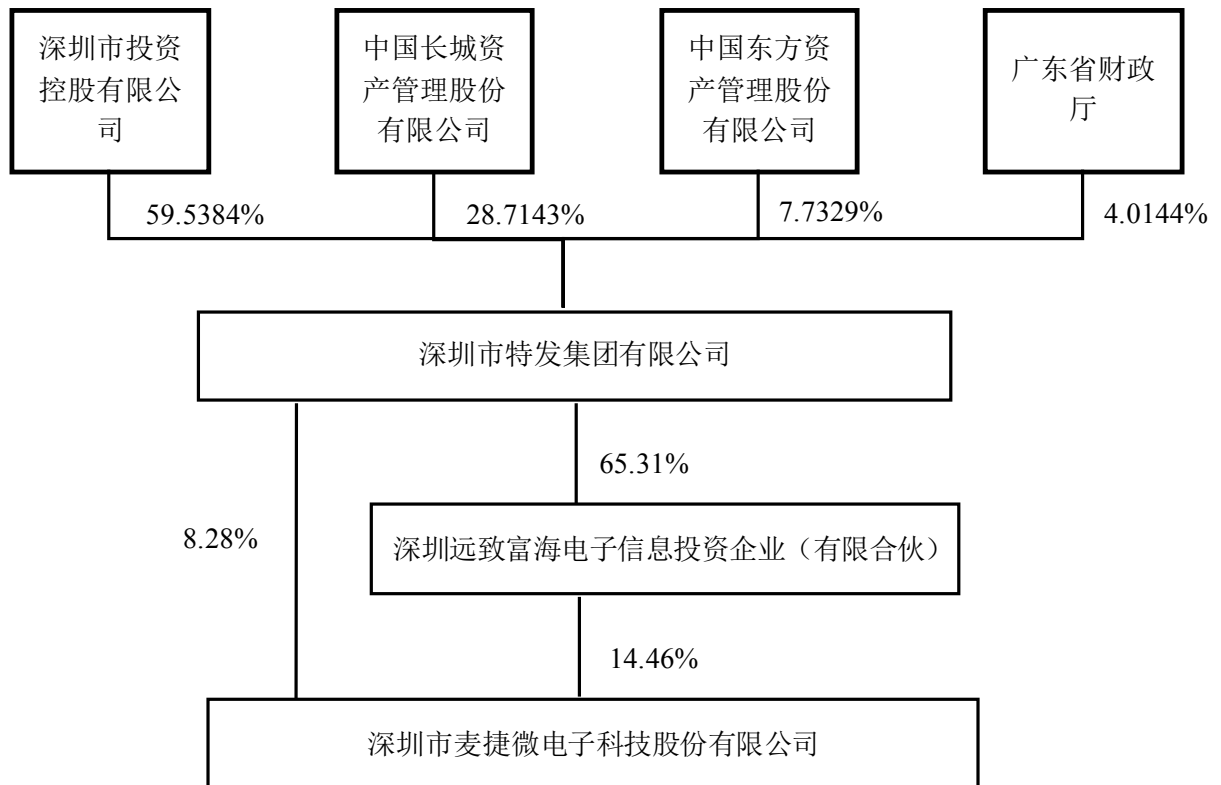 深圳市投资
控股有限公
司
中国长城资
产管理股份
有限公司
中国东方资
产管理股份
有限公司
广东省财政
厅
59.5384%
28.7143%
7.7329%
4.0144%
深圳市特发集团有限公司
65.31%
8.28%
深圳远致富海电子信息投资企业（有限合伙）
14.46%
深圳市麦捷微电子科技股份有限公司